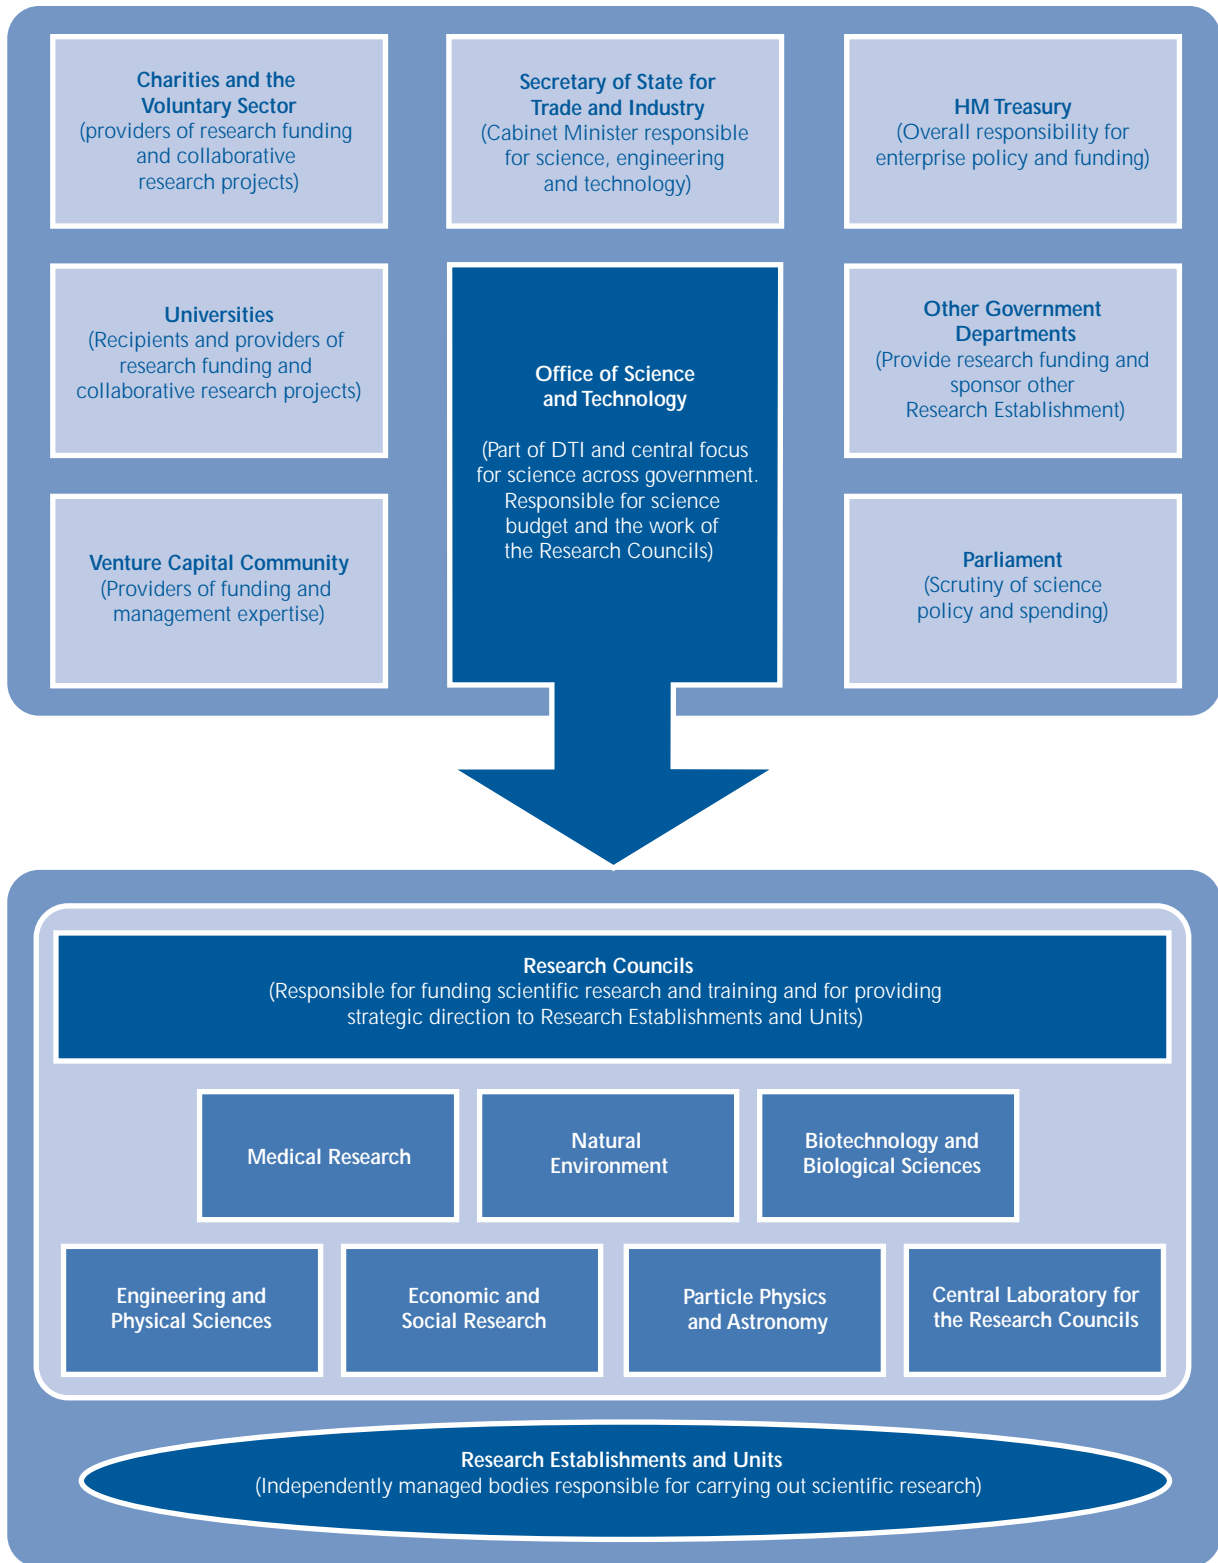 Charities and the
Voluntary Sector
(providers of research funding
and collaborative
research projects)
Secretary of State for
Trade and Industry
(Cabinet Minister responsible
for science, engineering
and technology)
HM Treasury
(Overall responsibility for
enterprise policy and funding)
Universities
(Recipients and providers of
research funding and
collaborative research projects)
Office of Science
and Technology
(Part of DTI and central focus
for science across government.
Responsible for science
budget and the work of
the Research Councils)
Other Government
Departments
(Provide research funding and
sponsor other
Research Establishment)
Venture Capital Community
(Providers of funding and
management expertise)
Parliament
(Scrutiny of science
policy and spending)
Research Councils
(Responsible for funding scientific research and training and for providing
strategic direction to Research Establishments and Units)
Medical Research
Natural
Environment
Biotechnology and
Biological Sciences
Engineering and
Physical Sciences
Economic and
Social Research
Particle Physics
and Astronomy
Central Laboratory for
the Research Councils
Research Establishments and Units
(Independently managed bodies responsible for carrying out scientific research)